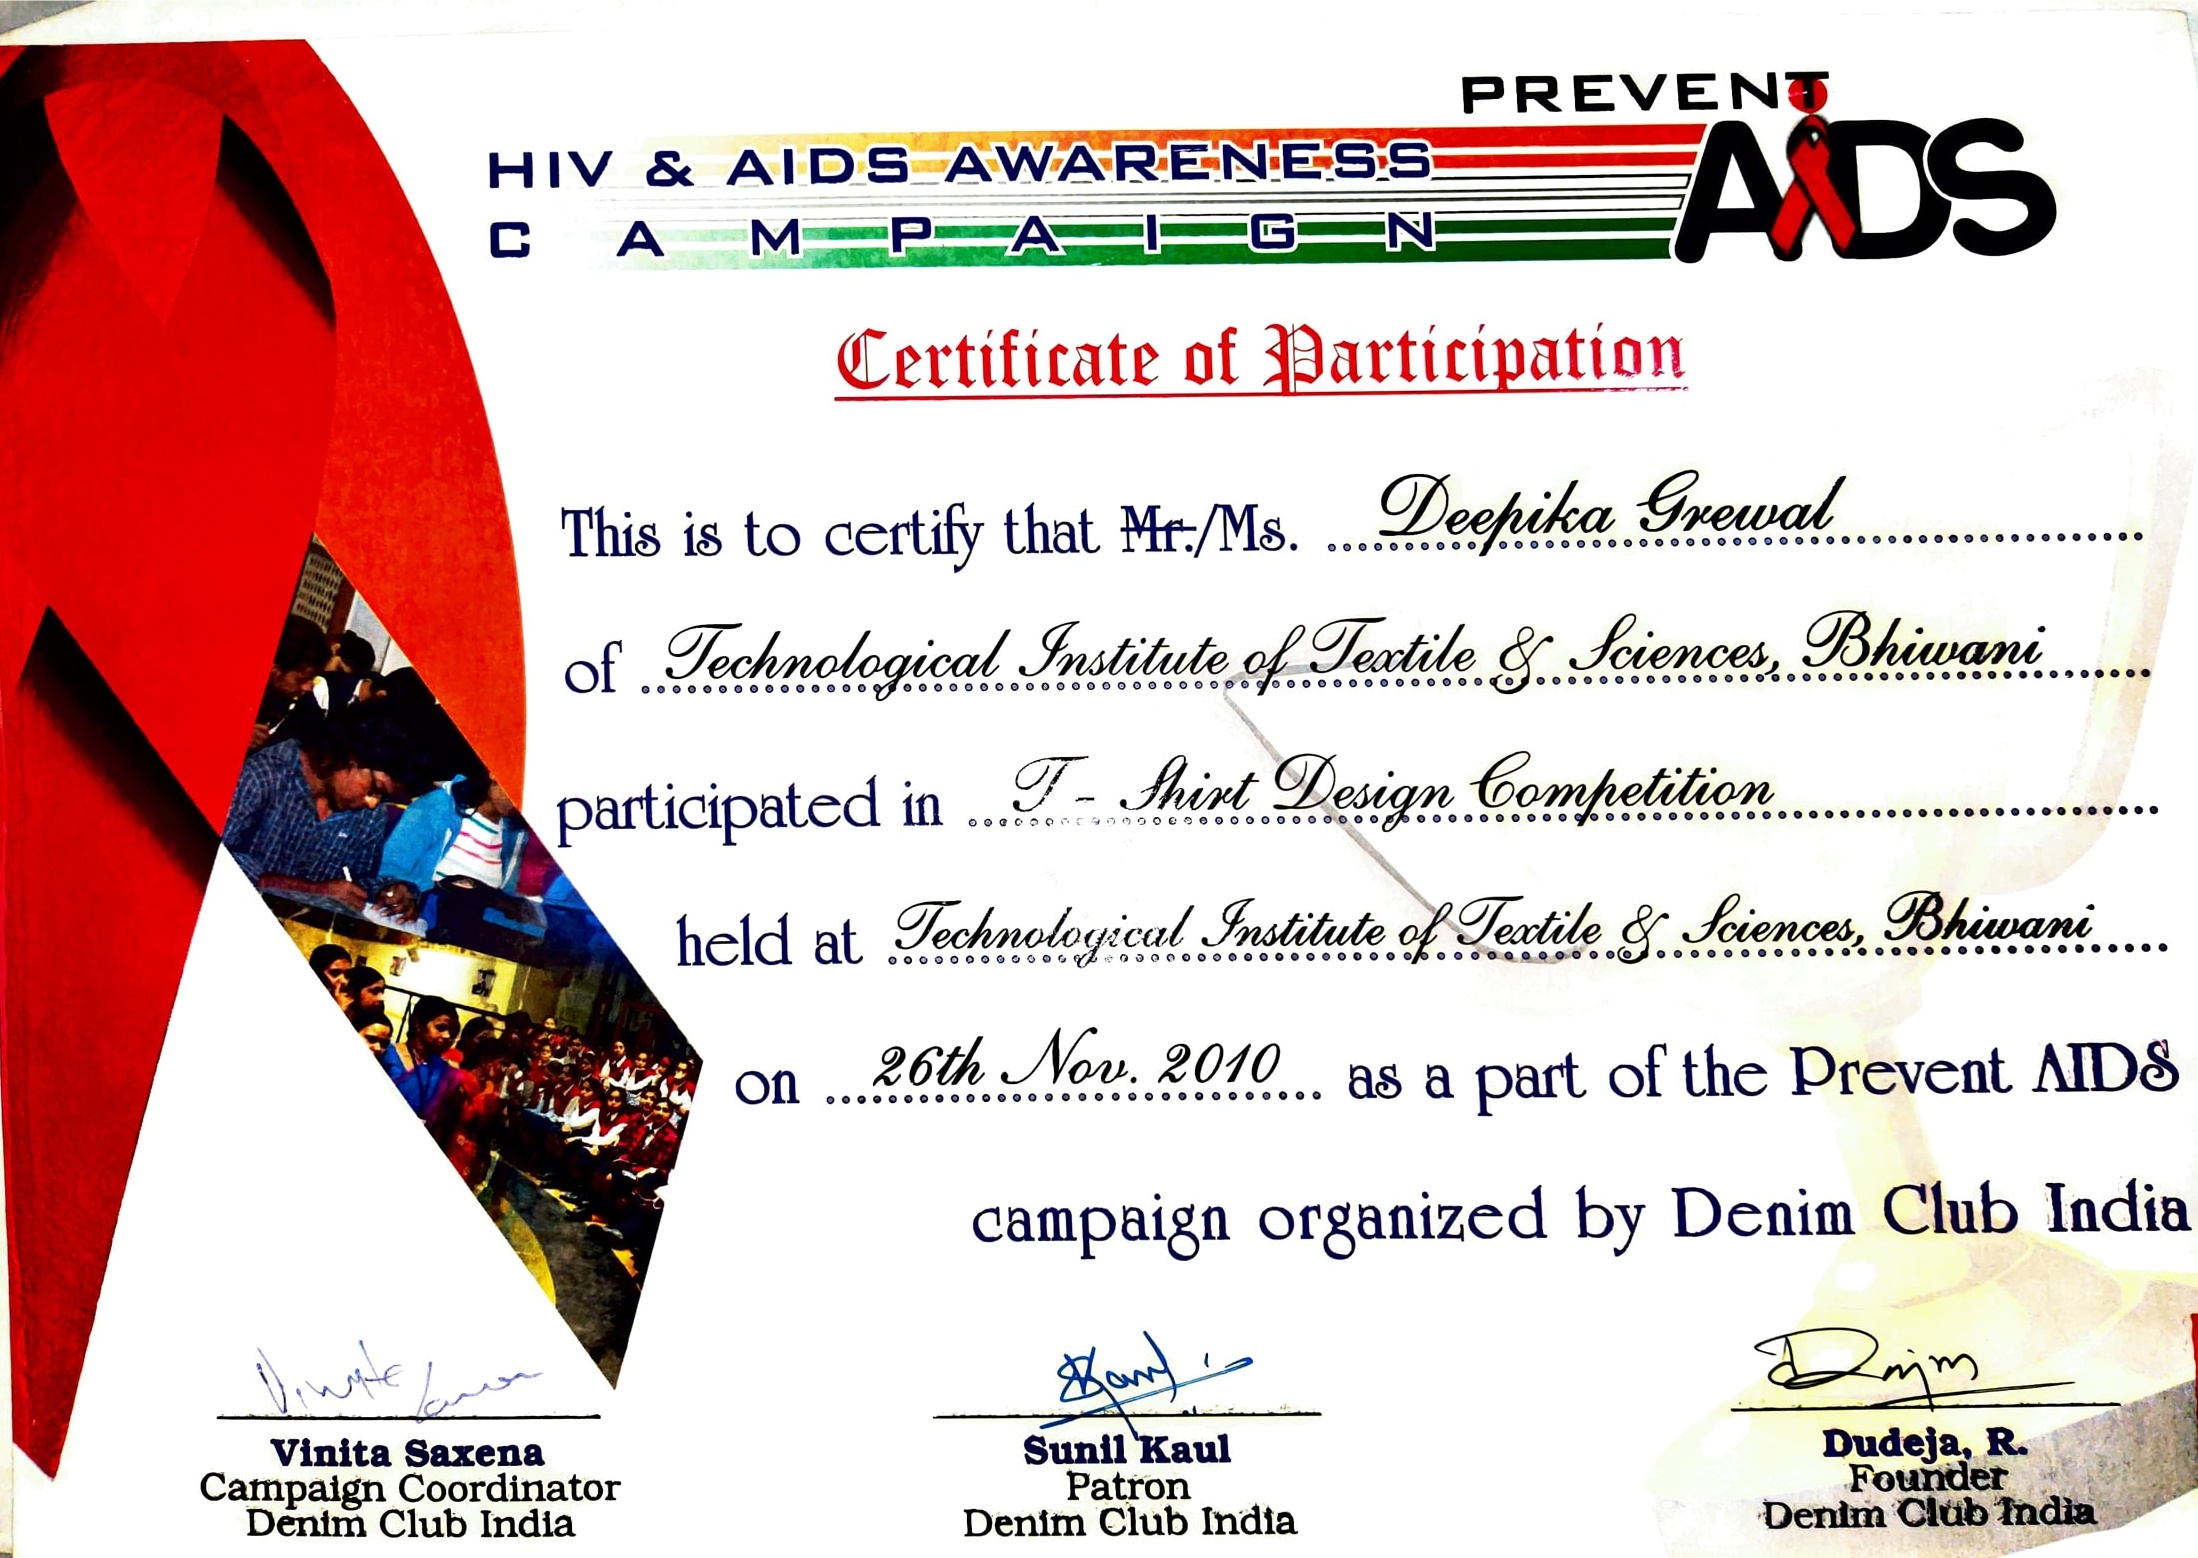 PREVENT
AIDS
HIV & AIDS AWARENESS
CAMPAIGN
Certificate of Participation
This is to certify that Mr./Ms. Deepika Grewal
of Technological Institute of Textile & Sciences, Bhiwani
participated in T - Shirt Design Competition
held at Technological Institute of Textile & Sciences, Bhiwani
on 26th Nov. 2010 as a part of the Prevent AIDS
campaign organized by Denim Club India
Vinita Saxena
Campaign Coordinator
Denim Club India
Sunil Kaul
Patron
Denim Club India
Dudeja, R.
Founder
Denim Club India